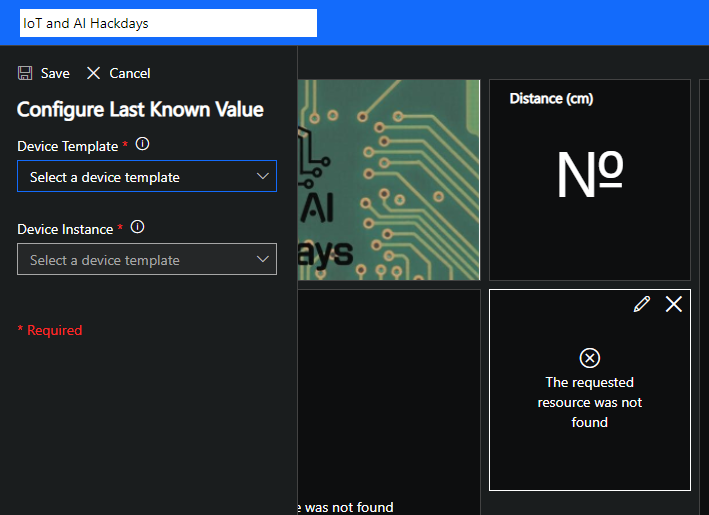 IoT and AI Hackdays
Save
Cancel
Configure Last Known Value
Device Template *
Select a device template
Device Instance *
Select a device template
* Required
AI
ays
Distance (cm)
№
The requested
resource was not
found
was not found